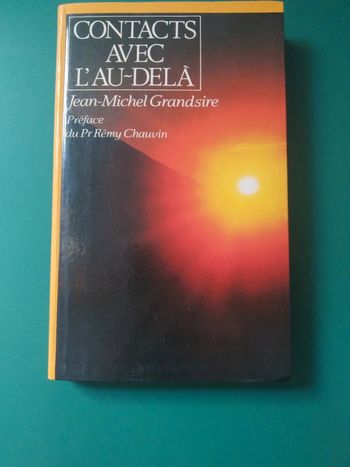 CONTACTS
AVEC
L'AU-DELÀ
Jean-Michel Grandsire
Préface
du Pr Rémy Chauvin